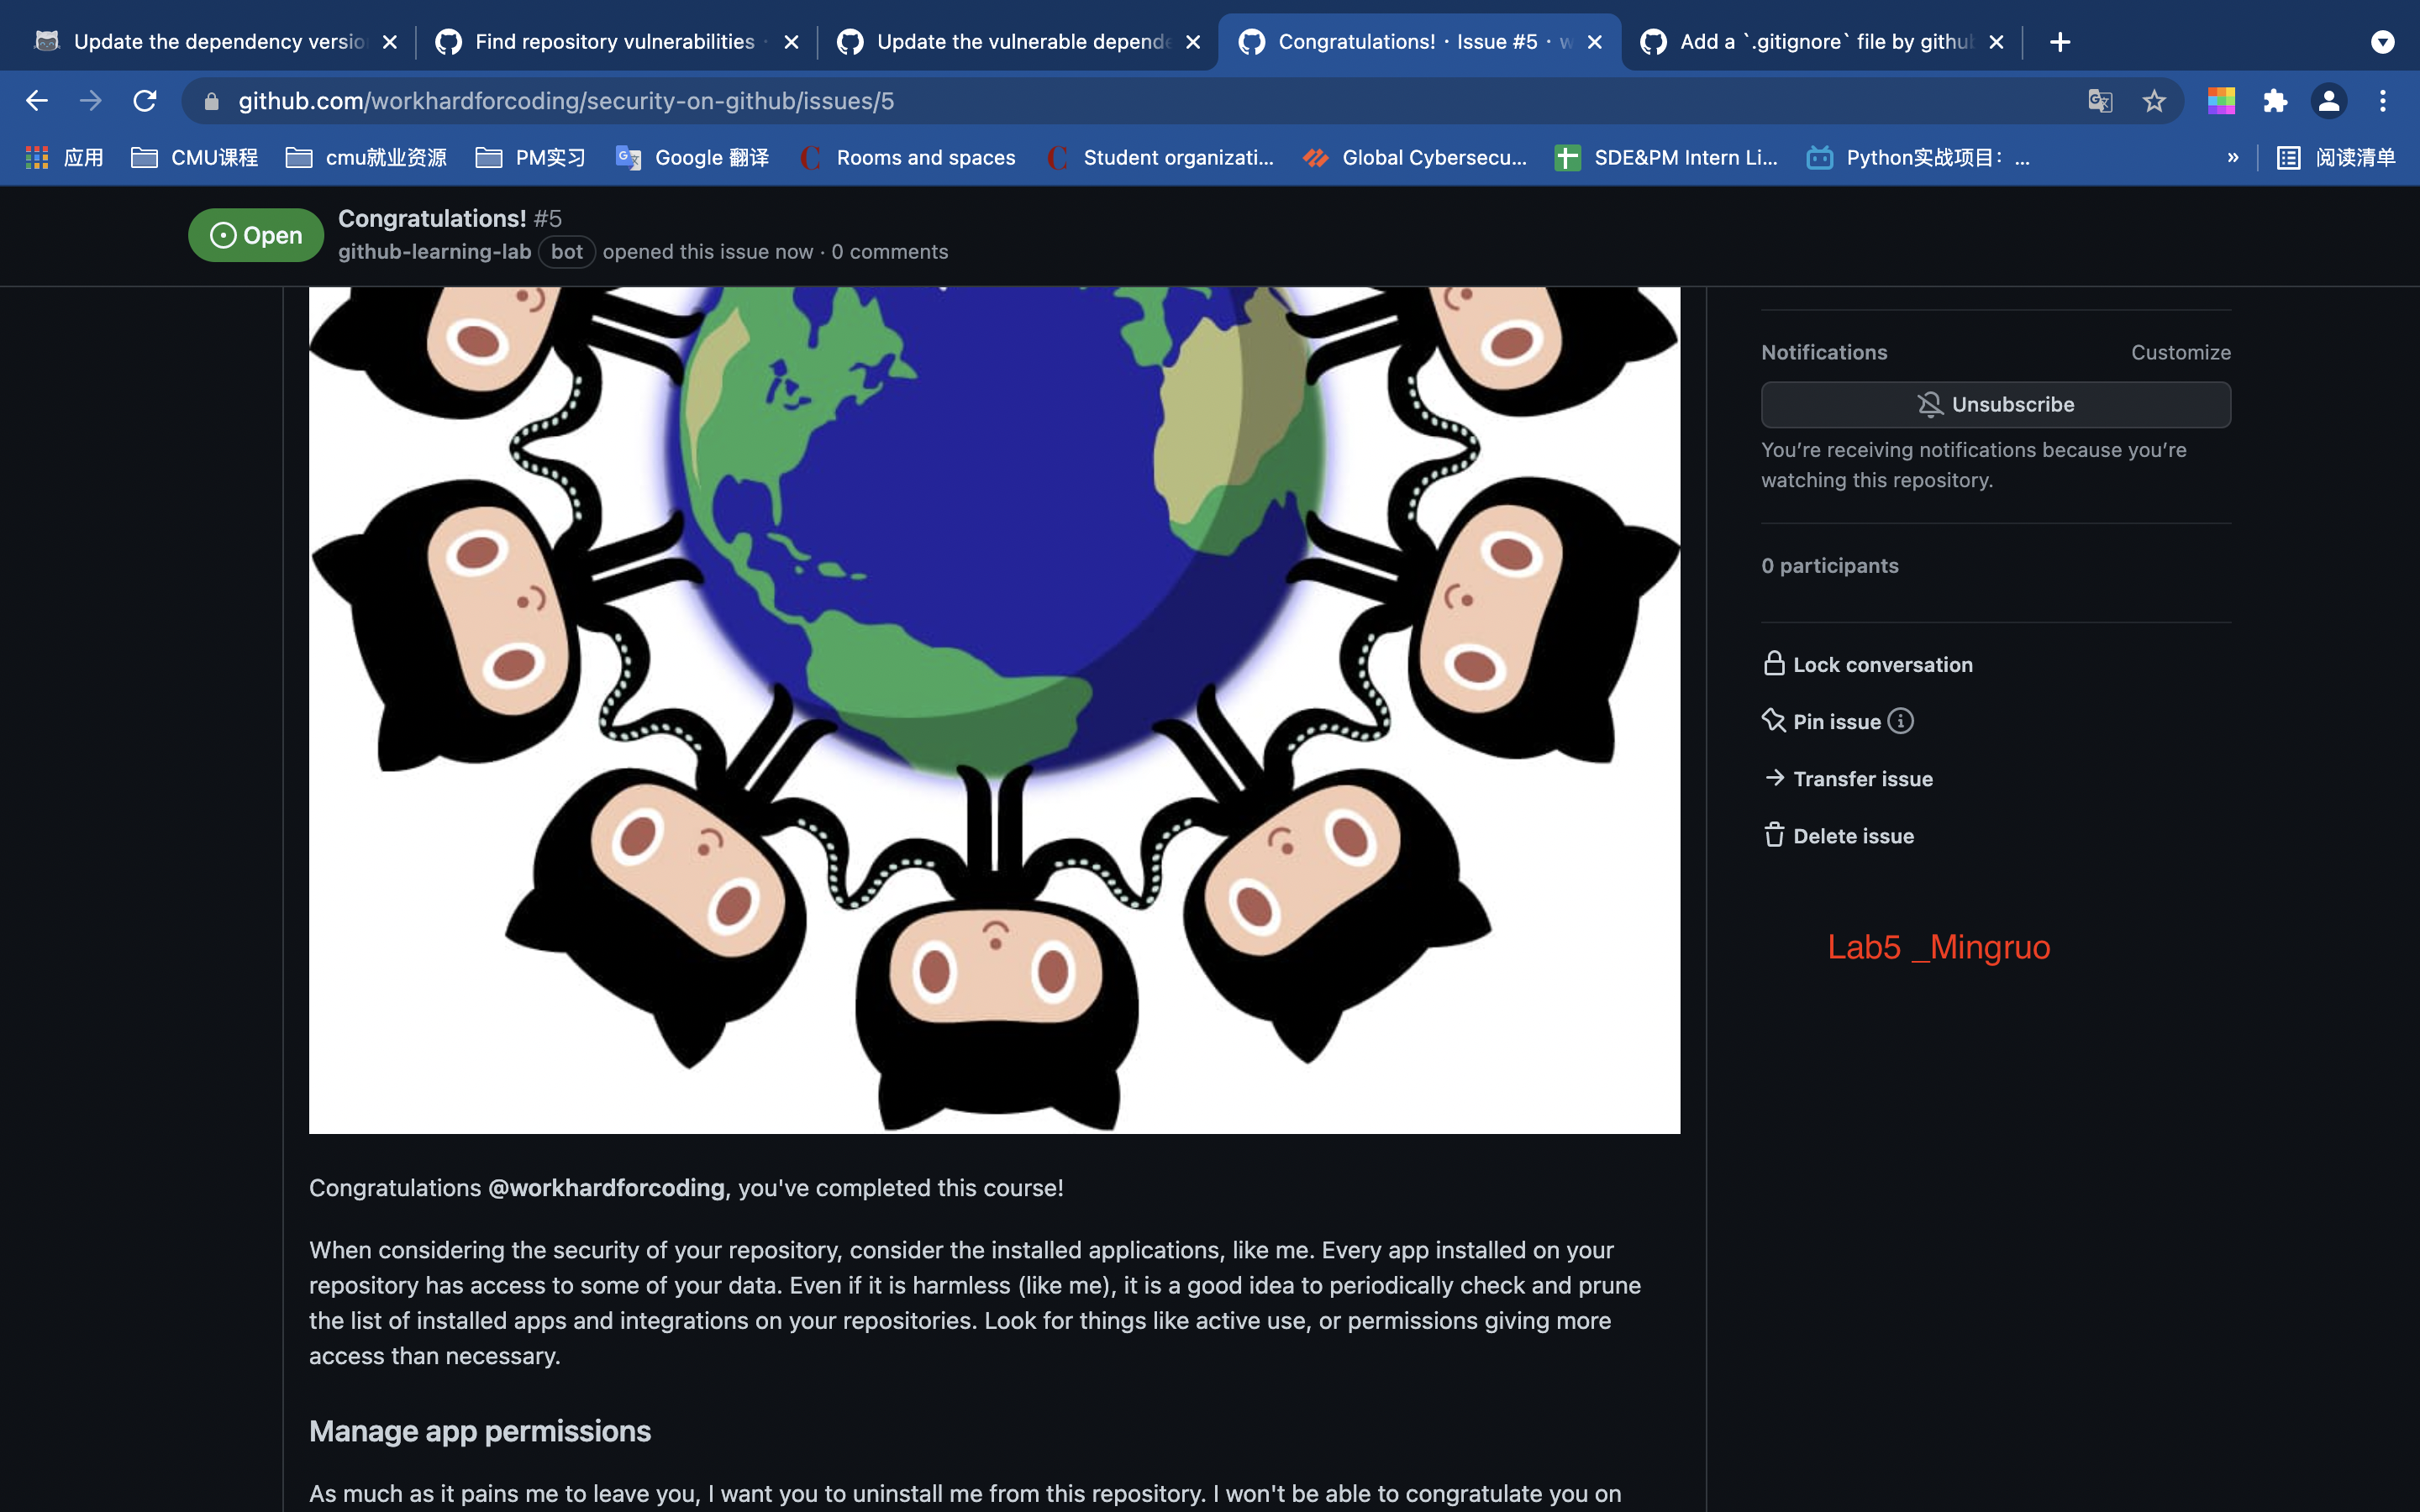 Update the dependency versio
Find repository vulnerabilities ·
Update the vulnerable depende
Congratulations! · Issue #5 · w
Add a `.gitignore` file by githu
github.com/workhardforcoding/security-on-github/issues/5
应用
CMU课程
cmu就业资源
PM实习
Google 翻译
Rooms and spaces
Student organizati...
Global Cybersecu...
SDE&PM Intern Li...
Python实战项目：...
»
阅读清单
Open
Congratulations! #5
github-learning-lab bot opened this issue now · 0 comments
Notifications
Customize
Unsubscribe
You’re receiving notifications because you’re
watching this repository.
0 participants
Lock conversation
Pin issue
Transfer issue
Delete issue
Lab5 _Mingruo
Congratulations @workhardforcoding, you've completed this course!
When considering the security of your repository, consider the installed applications, like me. Every app installed on your
repository has access to some of your data. Even if it is harmless (like me), it is a good idea to periodically check and prune
the list of installed apps and integrations on your repositories. Look for things like active use, or permissions giving more
access than necessary.
Manage app permissions
As much as it pains me to leave you, I want you to uninstall me from this repository. I won't be able to congratulate you on